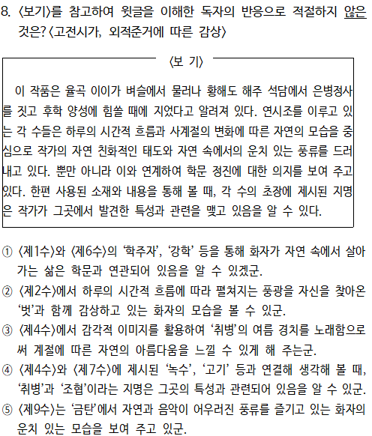 8. <보기>를 참고하여 윗글을 이해한 독자의 반응으로 적절하지 않은
것은?<고전시가, 외적준거에 따른 감상>
<보 기>
이 작품은 율곡 이이가 벼슬에서 물러나 황해도 해주 석담에서 은병정사
를 짓고 후학 양성에 힘쓸 때에 지었다고 알려져 있다. 연시조를 이루고 있
는 각 수들은 하루의 시간적 흐름과 사계절의 변화에 따른 자연의 모습을 중
심으로 작가의 자연 친화적인 태도와 자연 속에서의 운치 있는 풍류를 드러
내고 있다. 뿐만 아니라 이와 연계하여 학문 정진에 대한 의지를 보여 주고
있다. 한편 사용된 소재와 내용을 통해 볼 때, 각 수의 초장에 제시된 지명
은 작가가 그곳에서 발견한 특성과 관련을 맺고 있음을 알 수 있다.
① <제1수>와 <제6수>의 '학주자', '강학' 등을 통해 화자가 자연 속에서 살아
가는 삶은 학문과 연관되어 있음을 알 수 있겠군.
② <제2수>에서 하루의 시간적 흐름에 따라 펼쳐지는 풍광을 자신을 찾아온
'벗'과 함께 감상하고 있는 화자의 모습을 볼 수 있군.
③ <제4수>에서 감각적 이미지를 활용하여 '취병'의 여름 경치를 노래함으로
써 계절에 따른 자연의 아름다움을 느낄 수 있게 해 주는군.
④ <제4수>와 <제7수>에 제시된 '녹수', '고기' 등과 연결해 생각해 볼 때,
'취병'과 '조협'이라는 지명은 그곳의 특성과 관련되어 있음을 알 수 있군.
⑤ <제9수>는 '금탄'에서 자연과 음악이 어우러진 풍류를 즐기고 있는 화자의
운치 있는 모습을 보여 주고 있군.